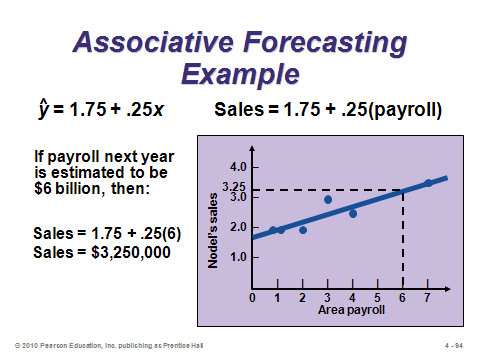 Associative Forecasting
Example
ŷ = 1.75 + .25x
Sales = 1.75 + .25(payroll)
If payroll next year
is estimated to be
$6 billion, then:
Sales = 1.75 + .25(6)
Sales = $3,250,000
4.0
3.25
3.0
2.0
1.0
Nodel's sales
0 1 2 3 4 5 6 7
Area payroll
© 2010 Pearson Education, Inc. publishing as Prentice Hall
4 - 94